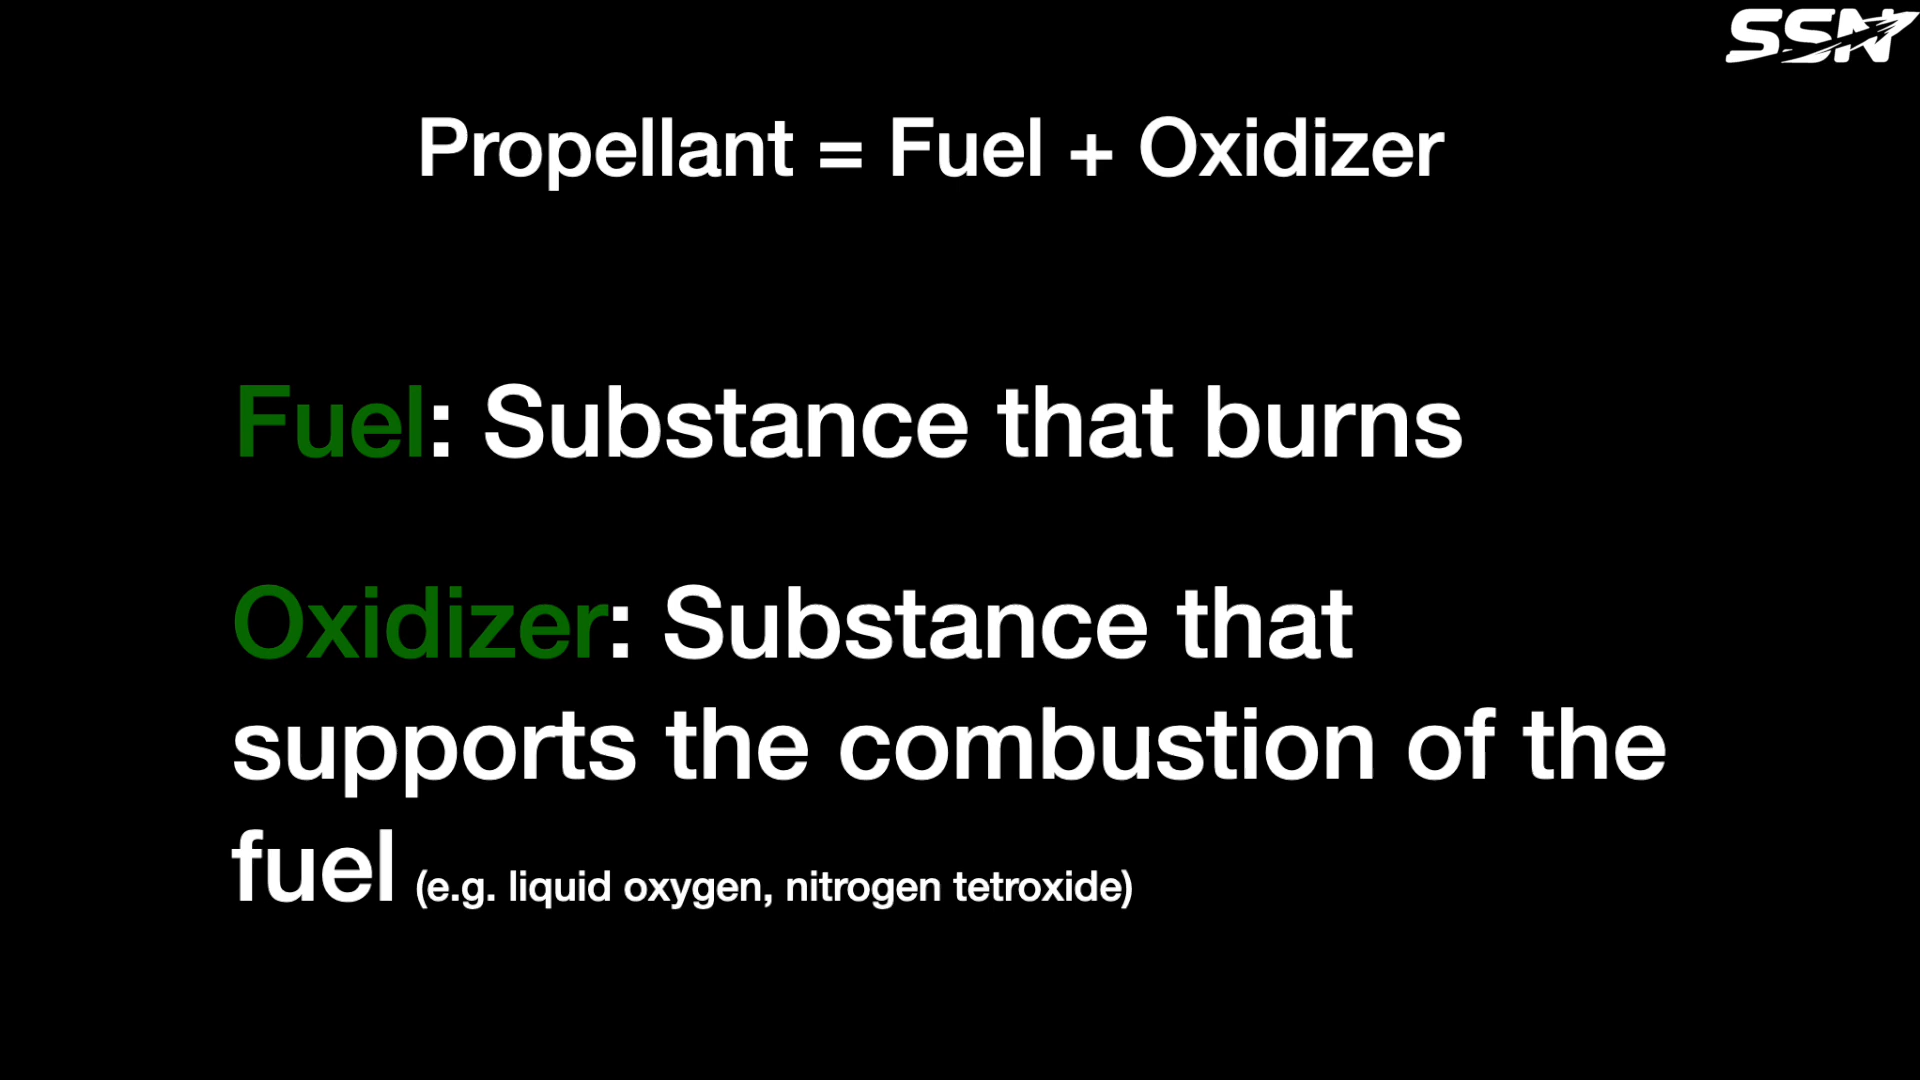 SSN
Propellant = Fuel + Oxidizer
Fuel: Substance that burns
Oxidizer: Substance that
supports the combustion of the
fuel (e.g. liquid oxygen, nitrogen tetroxide)